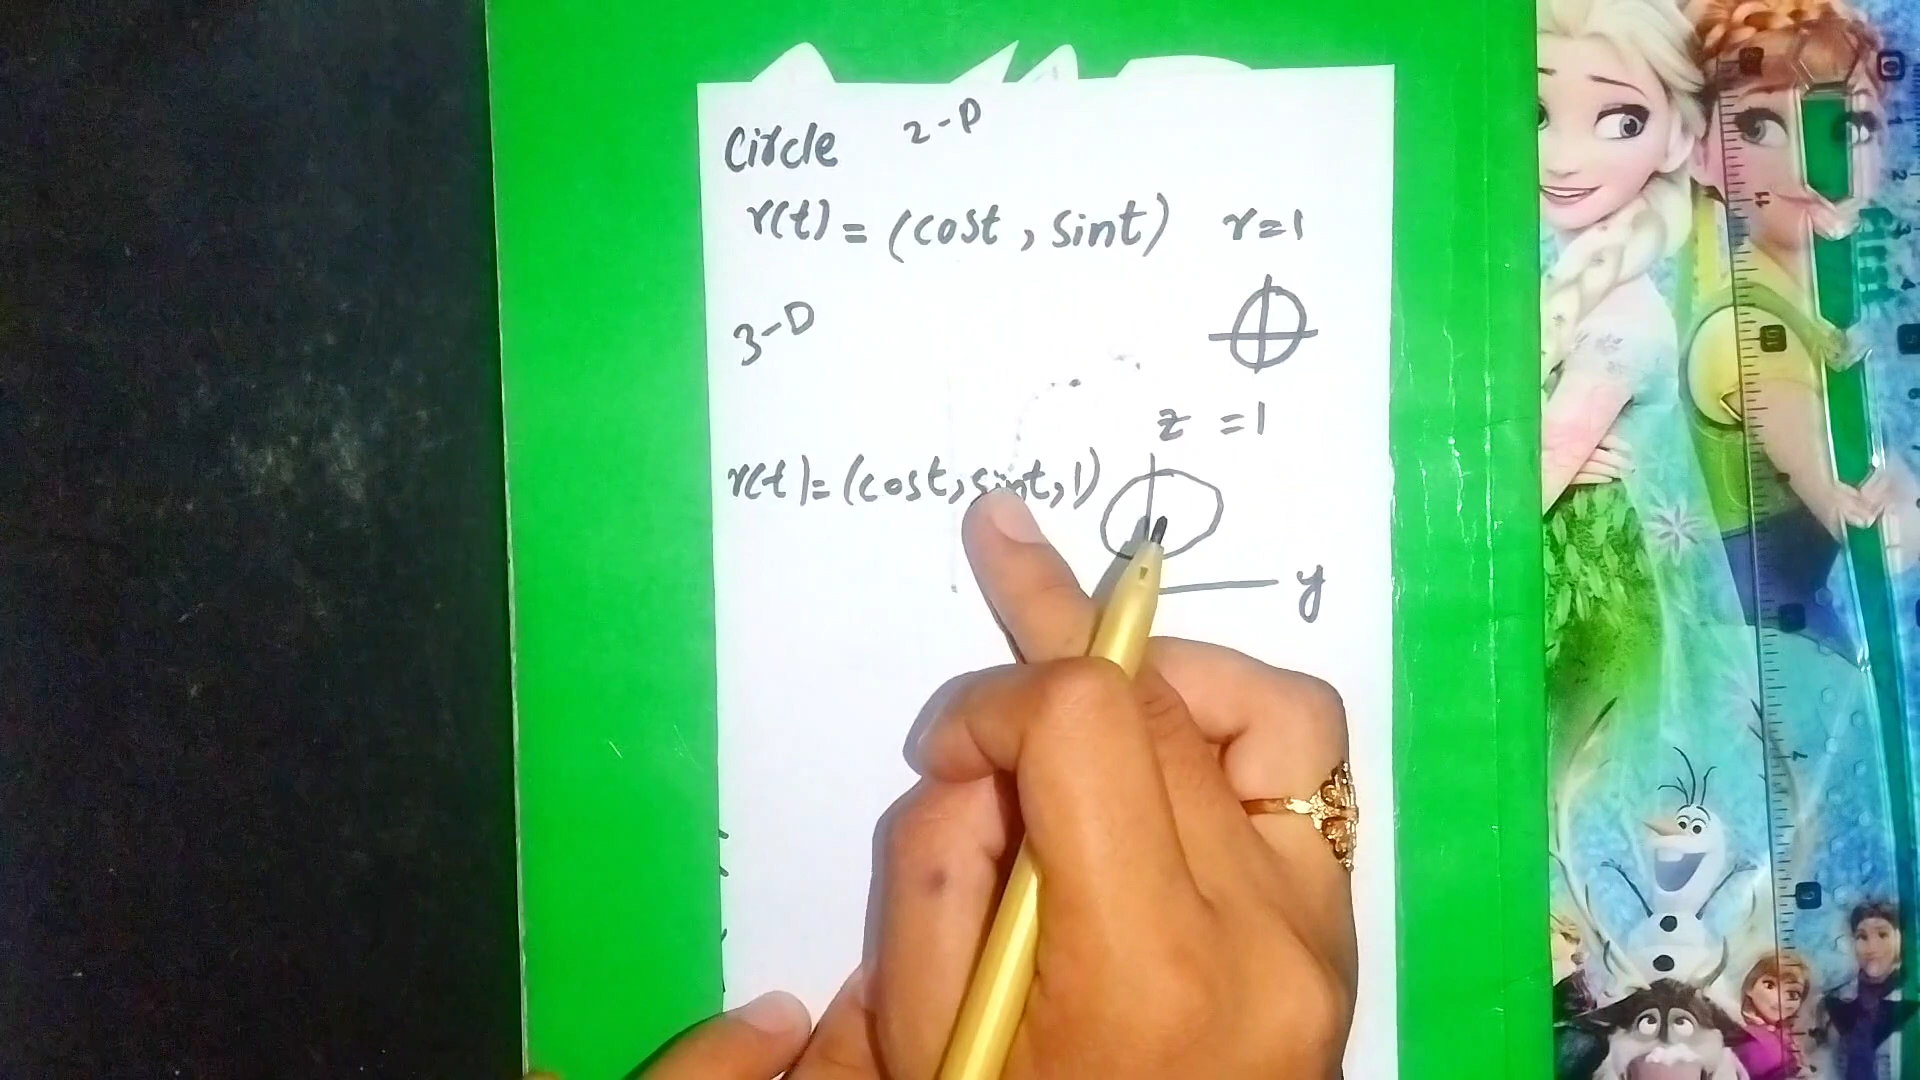 Circle 2-D
r(t) = (cost, sint) r=1
3-D
z =1
r(t)=(cost,sint,1)
y